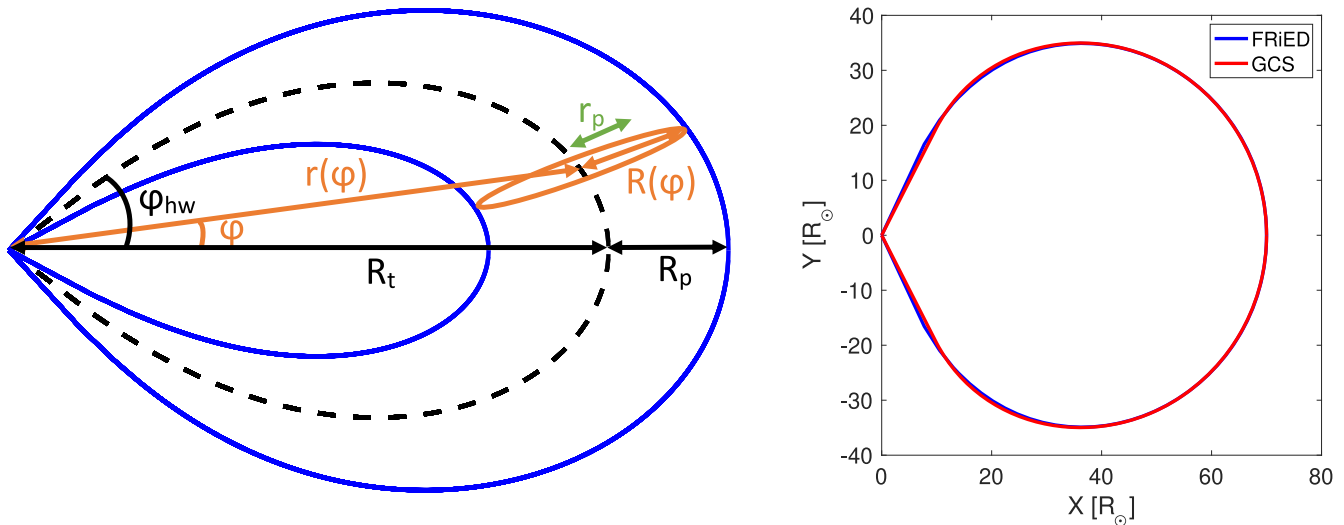 r_p
r(φ)
R(φ)
φ_hw
φ
R_t
R_p
40
30
20
10
0
-10
-20
-30
-40
Y [R_⊙]
0
20
40
60
80
X [R_⊙]
FRiED
GCS